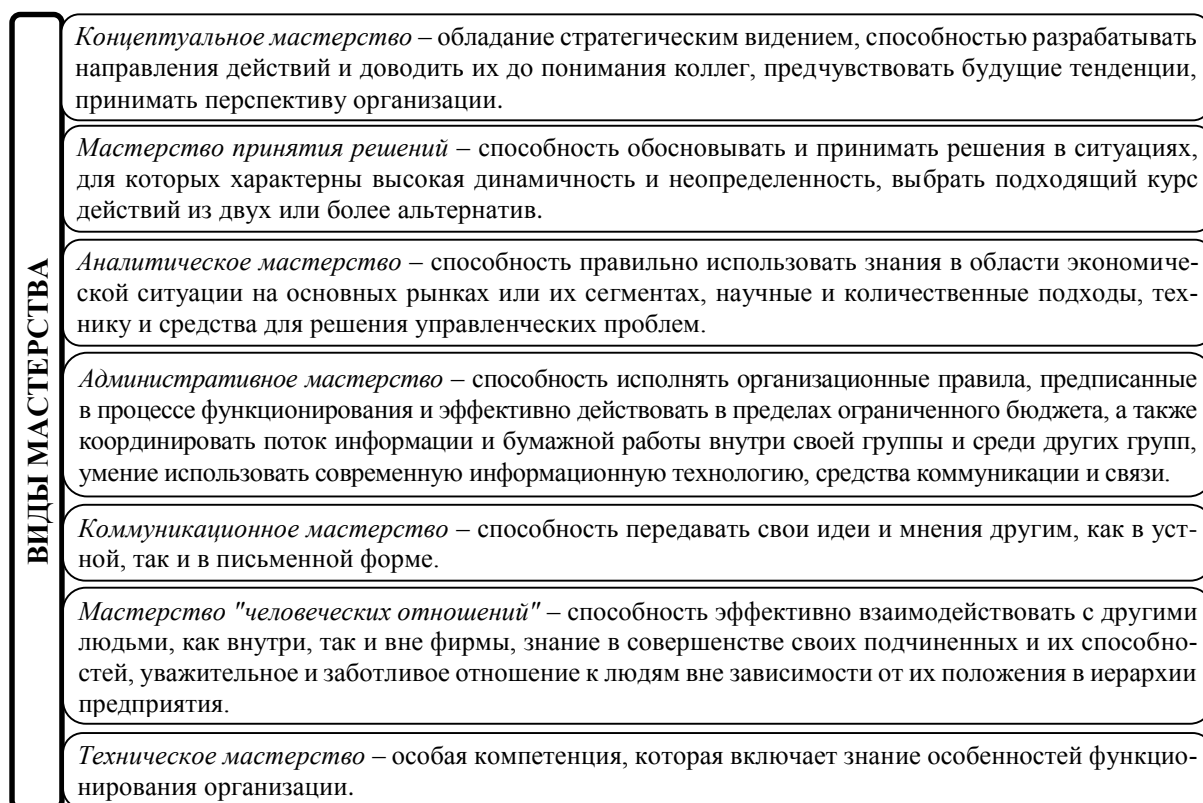 ВИДЫ МАСТЕРСТВА
Концептуальное мастерство – обладание стратегическим видением, способностью разрабатывать
направления действий и доводить их до понимания коллег, предчувствовать будущие тенденции,
принимать перспективу организации.
Мастерство принятия решений – способность обосновывать и принимать решения в ситуациях,
для которых характерны высокая динамичность и неопределенность, выбрать подходящий курс
действий из двух или более альтернатив.
Аналитическое мастерство – способность правильно использовать знания в области экономиче-
ской ситуации на основных рынках или их сегментах, научные и количественные подходы, тех-
нику и средства для решения управленческих проблем.
Административное мастерство – способность исполнять организационные правила, предписанные
в процессе функционирования и эффективно действовать в пределах ограниченного бюджета, а также
координировать поток информации и бумажной работы внутри своей группы и среди других групп,
умение использовать современную информационную технологию, средства коммуникации и связи.
Коммуникационное мастерство – способность передавать свои идеи и мнения другим, как в уст-
ной, так и в письменной форме.
Мастерство "человеческих отношений" – способность эффективно взаимодействовать с другими
людьми, как внутри, так и вне фирмы, знание в совершенстве своих подчиненных и их способно-
стей, уважительное и заботливое отношение к людям вне зависимости от их положения в иерархии
предприятия.
Техническое мастерство – особая компетенция, которая включает знание особенностей функцио-
нирования организации.